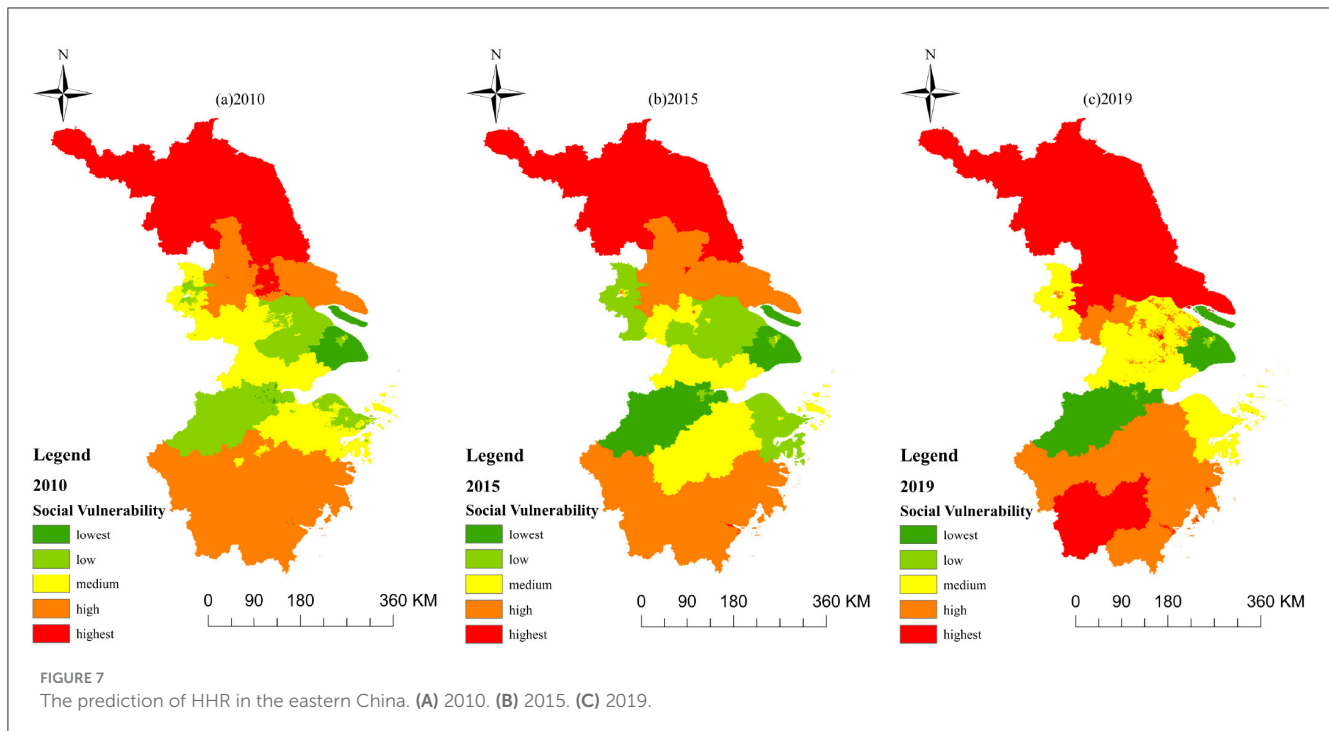 N
(a)2010
Legend
2010
Social Vulnerability
lowest
low
medium
high
highest
0 90 180 360 KM
N
(b)2015
Legend
2015
Social Vulnerability
lowest
low
medium
high
highest
0 90 180 360 KM
N
(c)2019
Legend
2019
Social Vulnerability
lowest
low
medium
high
highest
0 90 180 360 KM
FIGURE 7
The prediction of HHR in the eastern China. (A) 2010. (B) 2015. (C) 2019.